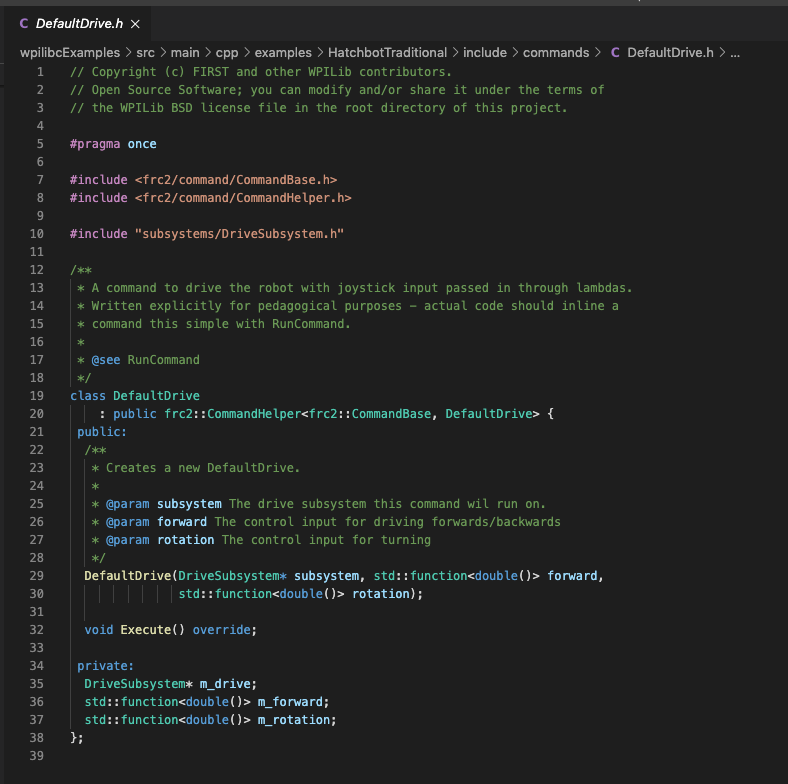 C DefaultDrive.h ×
wpilibcExamples > src > main > cpp > examples > HatchbotTraditional > include > commands > C DefaultDrive.h > ...
1 // Copyright (c) FIRST and other WPILib contributors.
2 // Open Source Software; you can modify and/or share it under the terms of
3 // the WPILib BSD license file in the root directory of this project.
4
5 #pragma once
6
7 #include <frc2/command/CommandBase.h>
8 #include <frc2/command/CommandHelper.h>
9
10 #include "subsystems/DriveSubsystem.h"
11
12 /**
13  * A command to drive the robot with joystick input passed in through lambdas.
14  * Written explicitly for pedagogical purposes - actual code should inline a
15  * command this simple with RunCommand.
16  *
17  * @see RunCommand
18  */
19 class DefaultDrive
20     : public frc2::CommandHelper<frc2::CommandBase, DefaultDrive> {
21  public:
22   /**
23    * Creates a new DefaultDrive.
24    *
25    * @param subsystem The drive subsystem this command wil run on.
26    * @param forward The control input for driving forwards/backwards
27    * @param rotation The control input for turning
28    */
29   DefaultDrive(DriveSubsystem* subsystem, std::function<double()> forward,
30                std::function<double()> rotation);
31
32   void Execute() override;
33
34  private:
35   DriveSubsystem* m_drive;
36   std::function<double()> m_forward;
37   std::function<double()> m_rotation;
38 };
39